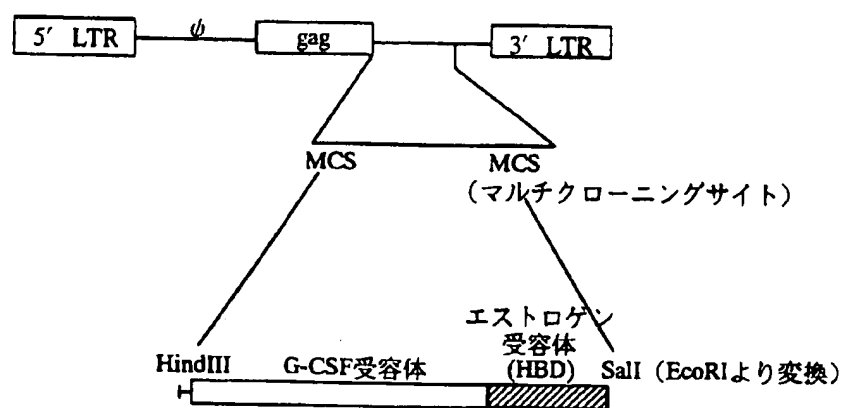 5′ LTR ψ gag 3′ LTR
MCS MCS
(マルチクローニングサイト)
エストロゲン
受容体
HindIII G-CSF受容体 (HBD) SalI (EcoRIより変換)